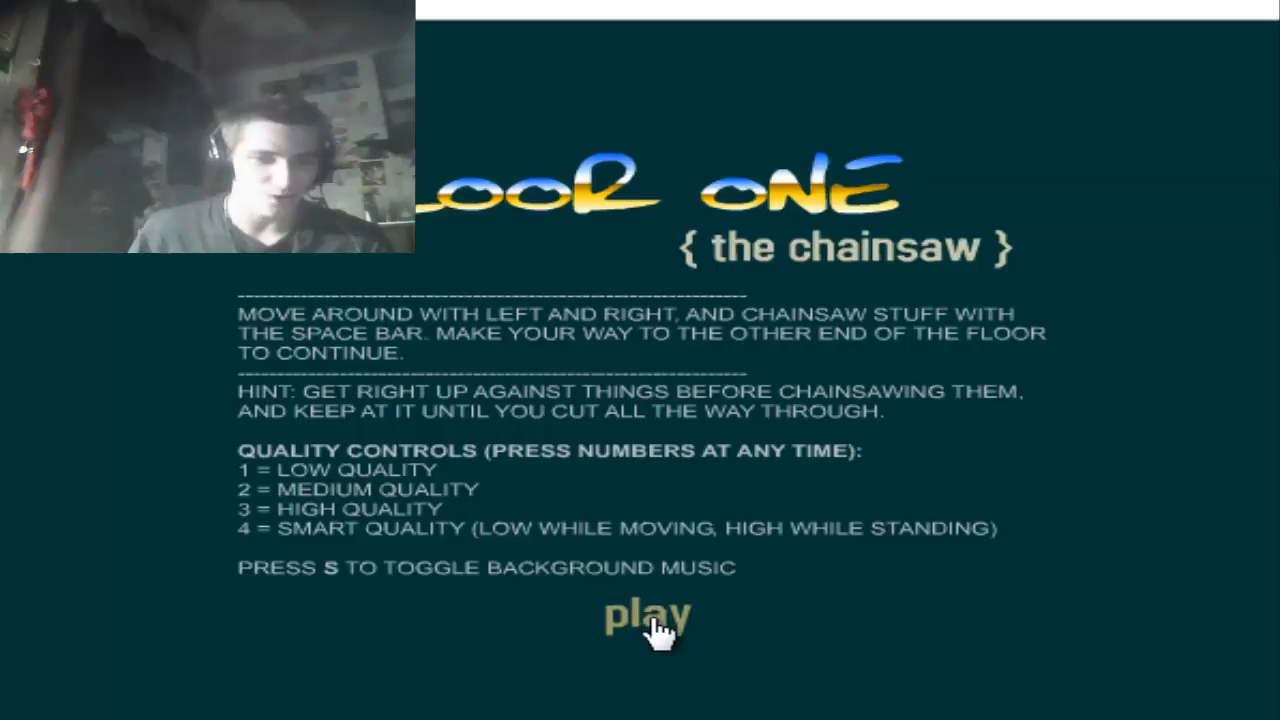 OOR ONE
{ the chainsaw }
MOVE AROUND WITH LEFT AND RIGHT, AND CHAINSAW STUFF WITH
THE SPACE BAR. MAKE YOUR WAY TO THE OTHER END OF THE FLOOR
TO CONTINUE.
HINT: GET RIGHT UP AGAINST THINGS BEFORE CHAINSAWING THEM,
AND KEEP AT IT UNTIL YOU CUT ALL THE WAY THROUGH.
QUALITY CONTROLS (PRESS NUMBERS AT ANY TIME):
1 = LOW QUALITY
2 = MEDIUM QUALITY
3 = HIGH QUALITY
4 = SMART QUALITY (LOW WHILE MOVING, HIGH WHILE STANDING)
PRESS S TO TOGGLE BACKGROUND MUSIC
play